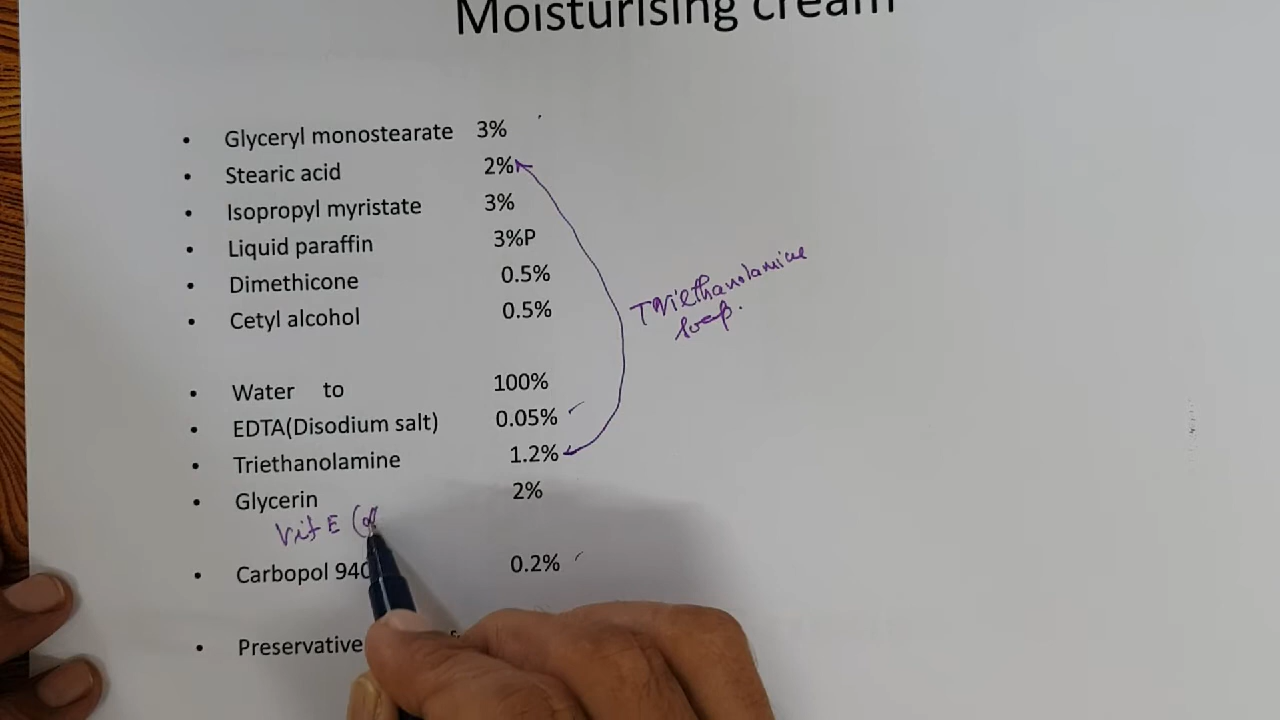 Moisturising cream
• Glyceryl monostearate 3%
• Stearic acid 2%
• Isopropyl myristate 3%
• Liquid paraffin 3%P
• Dimethicone 0.5%
• Cetyl alcohol 0.5%
Triethanolamine
soap.
• Water to 100%
• EDTA(Disodium salt) 0.05%
• Triethanolamine 1.2%
• Glycerin 2%
Vit E (
• Carbopol 940 0.2%
• Preservative